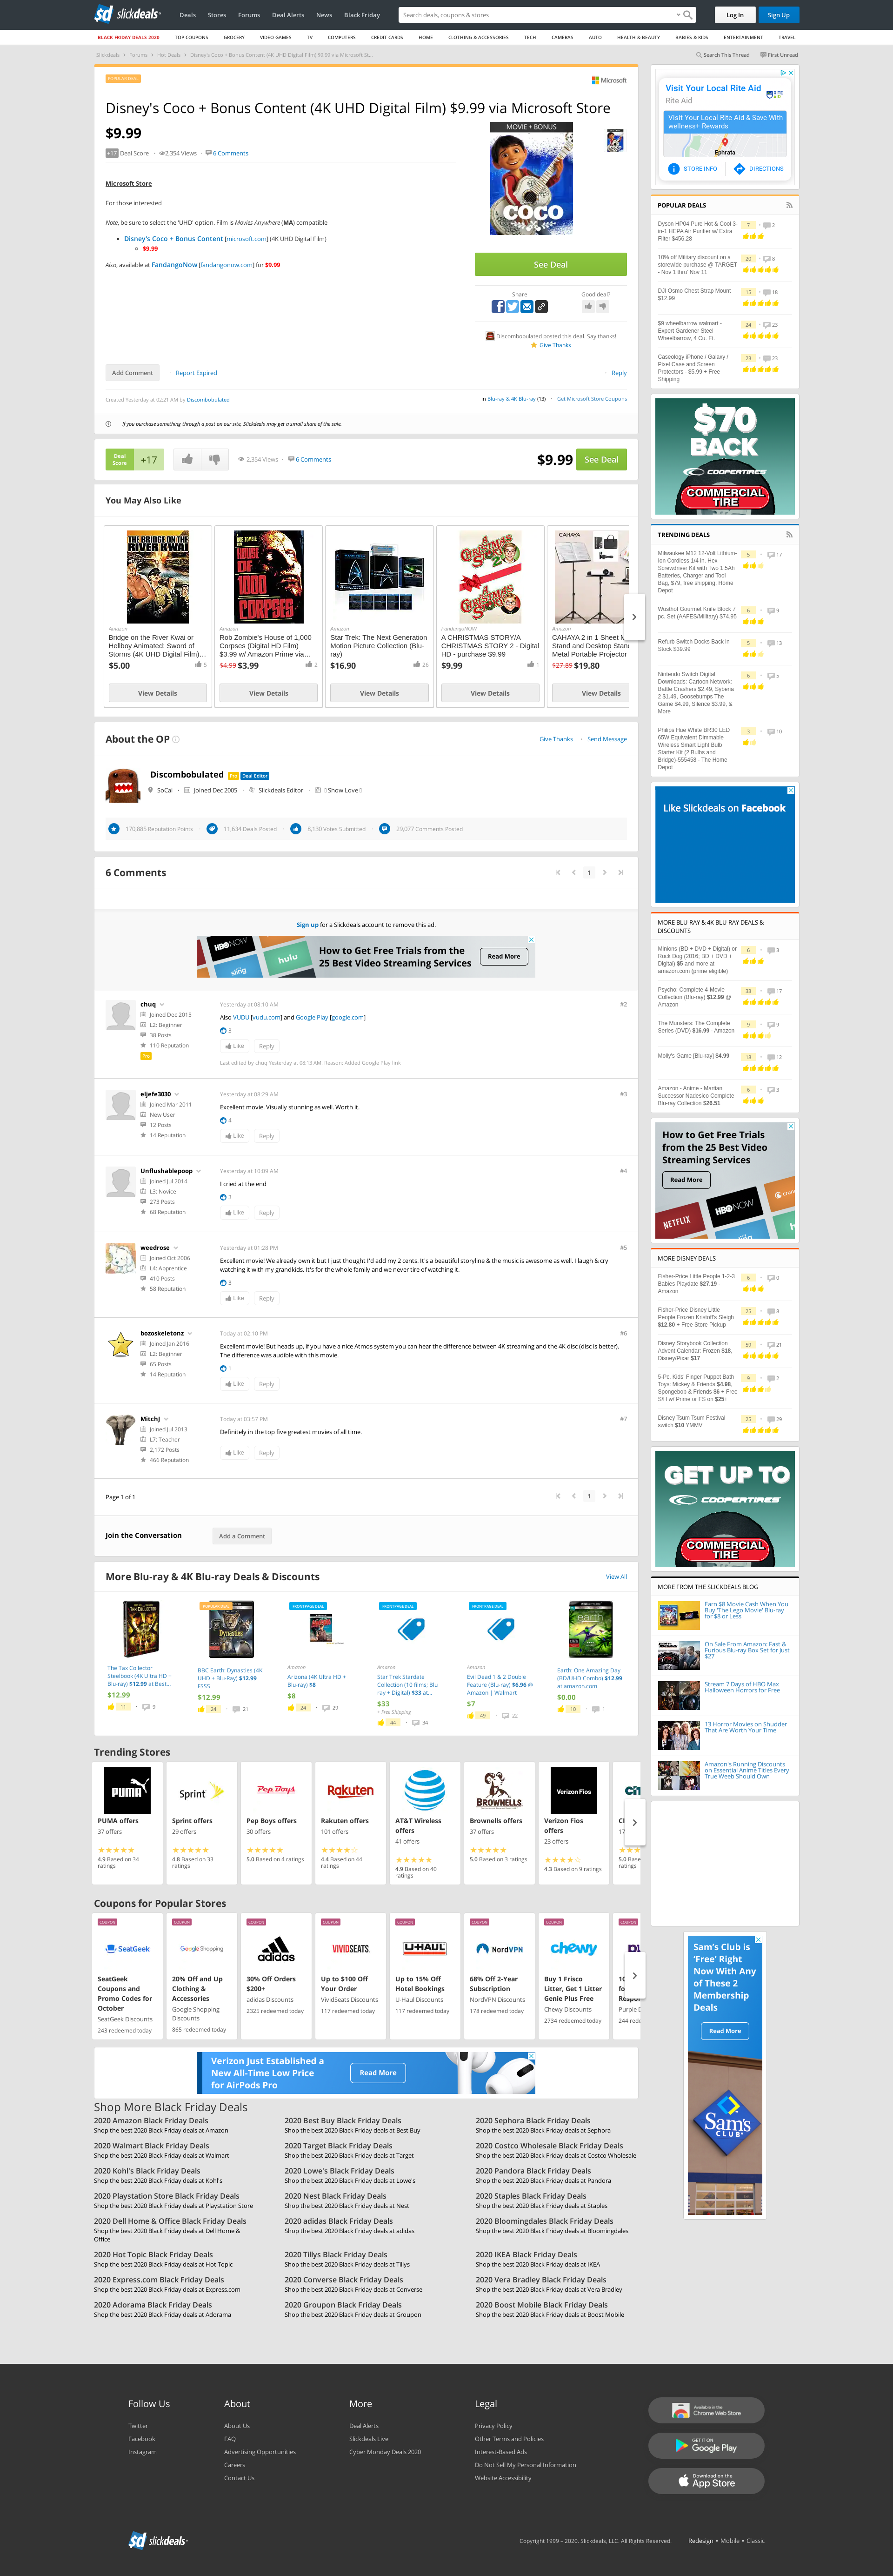 slickdeals
Deals Stores Forums Deal Alerts News Black Friday
Search deals, coupons & stores
Log In Sign Up
BLACK FRIDAY DEALS 2020 TOP COUPONS GROCERY VIDEO GAMES TV COMPUTERS CREDIT CARDS HOME CLOTHING & ACCESSORIES TECH CAMERAS AUTO HEALTH & BEAUTY BABIES & KIDS ENTERTAINMENT TRAVEL
Slickdeals > Forums > Hot Deals > Disney's Coco + Bonus Content (4K UHD Digital Film) $9.99 via Microsoft St...
Search This Thread First Unread
POPULAR DEAL
Microsoft
Disney's Coco + Bonus Content (4K UHD Digital Film) $9.99 via Microsoft Store
$9.99
+17 Deal Score 2,354 Views 6 Comments
MOVIE + BONUS
COCO
Microsoft Store
For those interested
Note, be sure to select the 'UHD' option. Film is Movies Anywhere (MA) compatible
Disney's Coco + Bonus Content [microsoft.com] (4K UHD Digital Film)
$9.99
Also, available at FandangoNow [fandangonow.com] for $9.99
See Deal
Share
Good deal?
Discombobulated posted this deal. Say thanks!
Give Thanks
Add Comment Report Expired
Reply
Created Yesterday at 02:21 AM by Discombobulated
in Blu-ray & 4K Blu-ray (13) Get Microsoft Store Coupons
If you purchase something through a post on our site, Slickdeals may get a small share of the sale.
Deal Score +17
2,354 Views 6 Comments
$9.99 See Deal
You May Also Like
Amazon
Bridge on the River Kwai or Hellboy Animated: Sword of Storms (4K UHD Digital Film)...
$5.00 5
View Details
Amazon
Rob Zombie's House of 1,000 Corpses (Digital HD Film) $3.99 w/ Amazon Prime via...
$4.99 $3.99 2
View Details
Amazon
Star Trek: The Next Generation Motion Picture Collection (Blu-ray)
$16.90 26
View Details
FandangoNOW
A CHRISTMAS STORY/A CHRISTMAS STORY 2 - Digital HD - purchase $9.99
$9.99 1
View Details
CAHAYA
Amazon
CAHAYA 2 in 1 Sheet M
Stand and Desktop Stand
Metal Portable Projector
$27.89 $19.80
View Details
About the OP
Give Thanks Send Message
Discombobulated Pro Deal Editor
SoCal Joined Dec 2005 Slickdeals Editor Show Love
170,885 Reputation Points 11,634 Deals Posted 8,130 Votes Submitted 29,077 Comments Posted
6 Comments
1
Sign up for a Slickdeals account to remove this ad.
HBO NOW
sling
hulu
How to Get Free Trials from the 25 Best Video Streaming Services
Read More
chuq
Joined Dec 2015
L2: Beginner
38 Posts
110 Reputation
Pro
Yesterday at 08:10 AM #2
Also VUDU [vudu.com] and Google Play [google.com]
3
Like Reply
Last edited by chuq Yesterday at 08:13 AM. Reason: Added Google Play link
eljefe3030
Joined Mar 2011
New User
12 Posts
14 Reputation
Yesterday at 08:29 AM #3
Excellent movie. Visually stunning as well. Worth it.
4
Like Reply
Unflushablepoop
Joined Jul 2014
L3: Novice
273 Posts
68 Reputation
Yesterday at 10:09 AM #4
I cried at the end
3
Like Reply
weedrose
Joined Oct 2006
L4: Apprentice
410 Posts
58 Reputation
Yesterday at 01:28 PM #5
Excellent movie! We already own it but I just thought I'd add my 2 cents. It's a beautiful storyline & the music is awesome as well. I laugh & cry
watching it with my grandkids. It's for the whole family and we never tire of watching it.
3
Like Reply
bozoskeletonz
Joined Jan 2016
L2: Beginner
65 Posts
14 Reputation
Today at 02:10 PM #6
Excellent movie! But heads up, if you have a nice Atmos system you can hear the difference between 4K streaming and the 4K disc (disc is better).
The difference was audible with this movie.
1
Like Reply
MitchJ
Joined Jul 2013
L7: Teacher
2,172 Posts
466 Reputation
Today at 03:57 PM #7
Definitely in the top five greatest movies of all time.
Like Reply
Page 1 of 1
1
Join the Conversation
Add a Comment
More Blu-ray & 4K Blu-ray Deals & Discounts
View All
The Tax Collector Steelbook (4K Ultra HD + Blu-ray) $12.99 at Best...
$12.99
11 9
BBC Earth: Dynasties (4K UHD + Blu-Ray) $12.99 FSSS
$12.99
24 21
FRONTPAGE DEAL
Amazon
Arizona (4K Ultra HD + Blu-ray) $8
$8
24 29
FRONTPAGE DEAL
Amazon
Star Trek Stardate Collection (10 films; Blu ray + Digital) $33 at...
$33
+ Free Shipping
44 34
FRONTPAGE DEAL
Amazon
Evil Dead 1 & 2 Double Feature (Blu-ray) $6.96 @ Amazon | Walmart
$7
49 22
Earth: One Amazing Day (BD/UHD Combo) $12.99 at amazon.com
$0.00
10 1
Trending Stores
PUMA offers
37 offers
4.9 Based on 34 ratings
Sprint offers
29 offers
4.8 Based on 33 ratings
Pep Boys offers
30 offers
5.0 Based on 4 ratings
Rakuten offers
101 offers
4.4 Based on 44 ratings
AT&T Wireless offers
41 offers
4.9 Based on 40 ratings
Brownells offers
37 offers
5.0 Based on 3 ratings
Verizon Fios offers
23 offers
4.3 Based on 9 ratings
Coupons for Popular Stores
COUPON
SeatGeek Coupons and Promo Codes for October
SeatGeek Discounts
243 redeemed today
COUPON
20% Off and Up Clothing & Accessories
Google Shopping Discounts
865 redeemed today
COUPON
30% Off Orders $200+
adidas Discounts
2325 redeemed today
COUPON
Up to $100 Off Your Order
VividSeats Discounts
117 redeemed today
COUPON
Up to 15% Off Hotel Bookings
U-Haul Discounts
117 redeemed today
COUPON
68% Off 2-Year Subscription
NordVPN Discounts
178 redeemed today
COUPON
Buy 1 Frisco Litter, Get 1 Litter Genie Plus Free
Chewy Discounts
2734 redeemed today
Verizon Just Established a New All-Time Low Price for AirPods Pro
Read More
Shop More Black Friday Deals
2020 Amazon Black Friday Deals
Shop the best 2020 Black Friday deals at Amazon
2020 Best Buy Black Friday Deals
Shop the best 2020 Black Friday deals at Best Buy
2020 Sephora Black Friday Deals
Shop the best 2020 Black Friday deals at Sephora
2020 Walmart Black Friday Deals
Shop the best 2020 Black Friday deals at Walmart
2020 Target Black Friday Deals
Shop the best 2020 Black Friday deals at Target
2020 Costco Wholesale Black Friday Deals
Shop the best 2020 Black Friday deals at Costco Wholesale
2020 Kohl's Black Friday Deals
Shop the best 2020 Black Friday deals at Kohl's
2020 Lowe's Black Friday Deals
Shop the best 2020 Black Friday deals at Lowe's
2020 Pandora Black Friday Deals
Shop the best 2020 Black Friday deals at Pandora
2020 Playstation Store Black Friday Deals
Shop the best 2020 Black Friday deals at Playstation Store
2020 Nest Black Friday Deals
Shop the best 2020 Black Friday deals at Nest
2020 Staples Black Friday Deals
Shop the best 2020 Black Friday deals at Staples
2020 Dell Home & Office Black Friday Deals
Shop the best 2020 Black Friday deals at Dell Home & Office
2020 adidas Black Friday Deals
Shop the best 2020 Black Friday deals at adidas
2020 Bloomingdales Black Friday Deals
Shop the best 2020 Black Friday deals at Bloomingdales
2020 Hot Topic Black Friday Deals
Shop the best 2020 Black Friday deals at Hot Topic
2020 Tillys Black Friday Deals
Shop the best 2020 Black Friday deals at Tillys
2020 IKEA Black Friday Deals
Shop the best 2020 Black Friday deals at IKEA
2020 Express.com Black Friday Deals
Shop the best 2020 Black Friday deals at Express.com
2020 Converse Black Friday Deals
Shop the best 2020 Black Friday deals at Converse
2020 Vera Bradley Black Friday Deals
Shop the best 2020 Black Friday deals at Vera Bradley
2020 Adorama Black Friday Deals
Shop the best 2020 Black Friday deals at Adorama
2020 Groupon Black Friday Deals
Shop the best 2020 Black Friday deals at Groupon
2020 Boost Mobile Black Friday Deals
Shop the best 2020 Black Friday deals at Boost Mobile
Visit Your Local Rite Aid
Rite Aid
Visit Your Local Rite Aid & Save With wellness+ Rewards
Ephrata
STORE INFO DIRECTIONS
POPULAR DEALS
Dyson HP04 Pure Hot & Cool 3-in-1 HEPA Air Purifier w/ Extra Filter $456.28
7 2
10% off Military discount on a storewide purchase @ TARGET - Nov 1 thru' Nov 11
20 8
DJI Osmo Chest Strap Mount $12.99
15 18
$9 wheelbarrow walmart - Expert Gardener Steel Wheelbarrow, 4 Cu. Ft.
24 23
Caseology iPhone / Galaxy / Pixel Case and Screen Protectors - $5.99 + Free Shipping
23 23
$70 BACK
COOPERTIRES
COMMERCIAL TIRE
TRENDING DEALS
Milwaukee M12 12-Volt Lithium-Ion Cordless 1/4 in. Hex Screwdriver Kit with Two 1.5Ah Batteries, Charger and Tool Bag, $79, free shipping, Home Depot
5 17
Wusthof Gourmet Knife Block 7 pc. Set (AAFES/Military) $74.95
6 9
Refurb Switch Docks Back in Stock $39.99
5 13
Nintendo Switch Digital Downloads: Cartoon Network: Battle Crashers $2.49, Syberia 2 $1.49, Goosebumps The Game $4.99, Silence $3.99, & More
6 5
Philips Hue White BR30 LED 65W Equivalent Dimmable Wireless Smart Light Bulb Starter Kit (2 Bulbs and Bridge)-555458 - The Home Depot
3 10
Like Slickdeals on Facebook
MORE BLU-RAY & 4K BLU-RAY DEALS & DISCOUNTS
Minions (BD + DVD + Digital) or Rock Dog (2016; BD + DVD + Digital) $5 and more at amazon.com (prime eligible)
6 3
Psycho: Complete 4-Movie Collection (Blu-ray) $12.99 @ Amazon
33 17
The Munsters: The Complete Series (DVD) $16.99 - Amazon
9 9
Molly's Game [Blu-ray] $4.99
18 12
Amazon - Anime - Martian Successor Nadesico Complete Blu-ray Collection $26.51
6 3
How to Get Free Trials from the 25 Best Video Streaming Services
Read More
NETFLIX
HBO NOW
MORE DISNEY DEALS
Fisher-Price Little People 1-2-3 Babies Playdate $27.19 - Amazon
6 0
Fisher-Price Disney Little People Frozen Kristoff's Sleigh $12.80 + Free Store Pickup
25 8
Disney Storybook Collection Advent Calendar: Frozen $18, Disney/Pixar $17
59 21
5-Pc. Kids' Finger Puppet Bath Toys: Mickey & Friends $4.98, Spongebob & Friends $6 + Free S/H w/ Prime or FS on $25+
9 2
Disney Tsum Tsum Festival switch $10 YMMV
25 29
GET UP TO
COOPERTIRES
COMMERCIAL TIRE
MORE FROM THE SLICKDEALS BLOG
Earn $8 Movie Cash When You Buy 'The Lego Movie' Blu-ray for $8 or Less
On Sale From Amazon: Fast & Furious Blu-ray Box Set for Just $27
Stream 7 Days of HBO Max Halloween Horrors for Free
13 Horror Movies on Shudder That Are Worth Your Time
Amazon's Running Discounts on Essential Anime Titles Every True Weeb Should Own
Sam's Club is 'Free' Right Now With Any of These 2 Membership Deals
Read More
Sam's CLUB
Follow Us
Twitter
Facebook
Instagram
About
About Us
FAQ
Advertising Opportunities
Careers
Contact Us
More
Deal Alerts
Slickdeals Live
Cyber Monday Deals 2020
Legal
Privacy Policy
Other Terms and Policies
Interest-Based Ads
Do Not Sell My Personal Information
Website Accessibility
Available in the Chrome Web Store
GET IT ON Google Play
Download on the App Store
slickdeals
Copyright 1999 – 2020. Slickdeals, LLC. All Rights Reserved. Redesign • Mobile • Classic